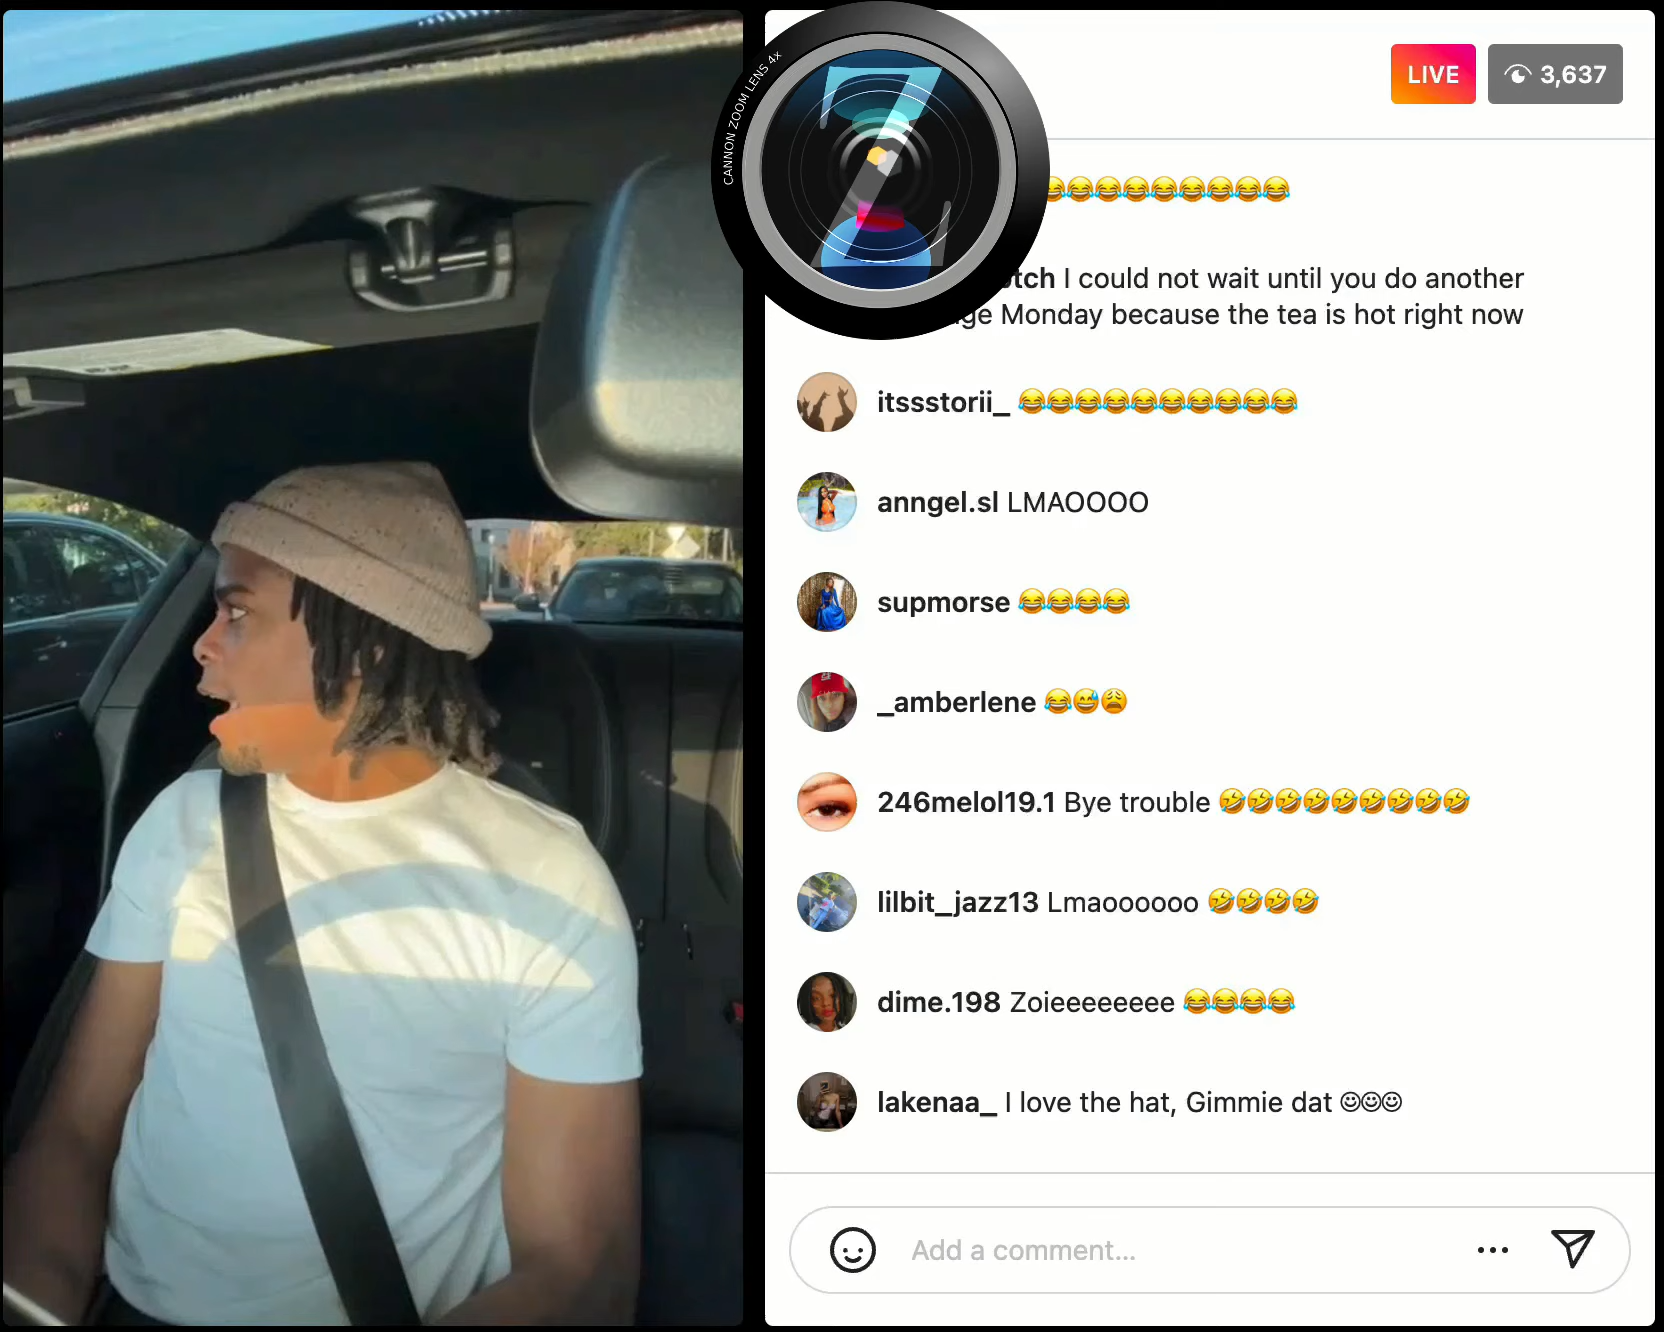 CANNON ZOOM LENS 4x
Z
LIVE 3,637
😂😂😂😂😂😂😂😂😂
I could not wait until you do another
Monday because the tea is hot right now
itssstorii_ 😂😂😂😂😂😂😂😂😂😂
anngel.sl LMAOOOO
supmorse 😂😂😂😂
_amberlene 😂😅😩
246melol19.1 Bye trouble 🤣🤣🤣🤣🤣🤣🤣🤣🤣
lilbit_jazz13 Lmaoooooo 🤣🤣🤣🤣
dime.198 Zoieeeeeeee 😂😂😂😂
lakenaa_ I love the hat, Gimmie dat ☺☺☺
Add a comment...